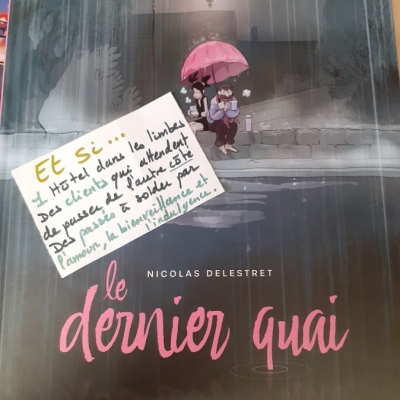 Et si...
1 Hôtel dans les limbes
Des clients qui attendent
de passer de l'autre côté
Des passés à solder par
l'amour, la bienveillance et
l'indulgence.
NICOLAS DELESTRET
le
dernier quai